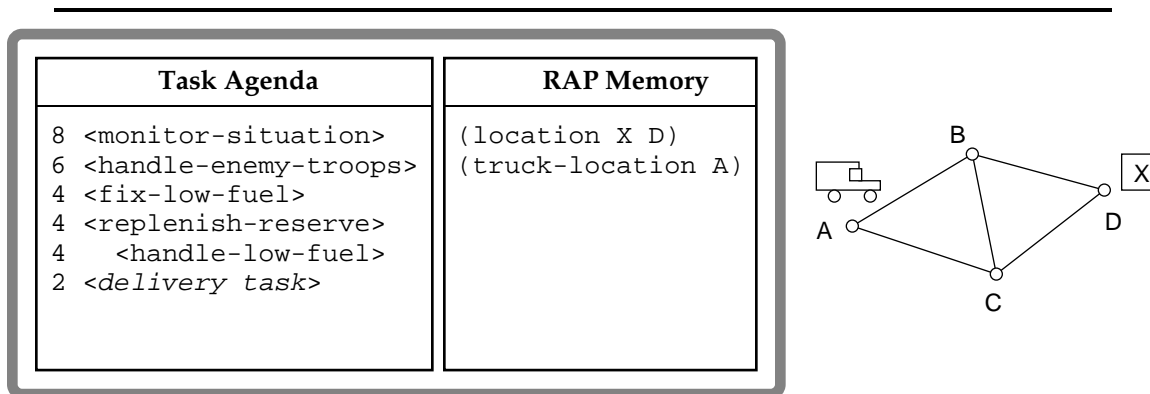 Task Agenda
8 <monitor-situation>
6 <handle-enemy-troops>
4 <fix-low-fuel>
4 <replenish-reserve>
4   <handle-low-fuel>
2 <delivery task>
RAP Memory
(location X D)
(truck-location A)
B
X
A
D
C